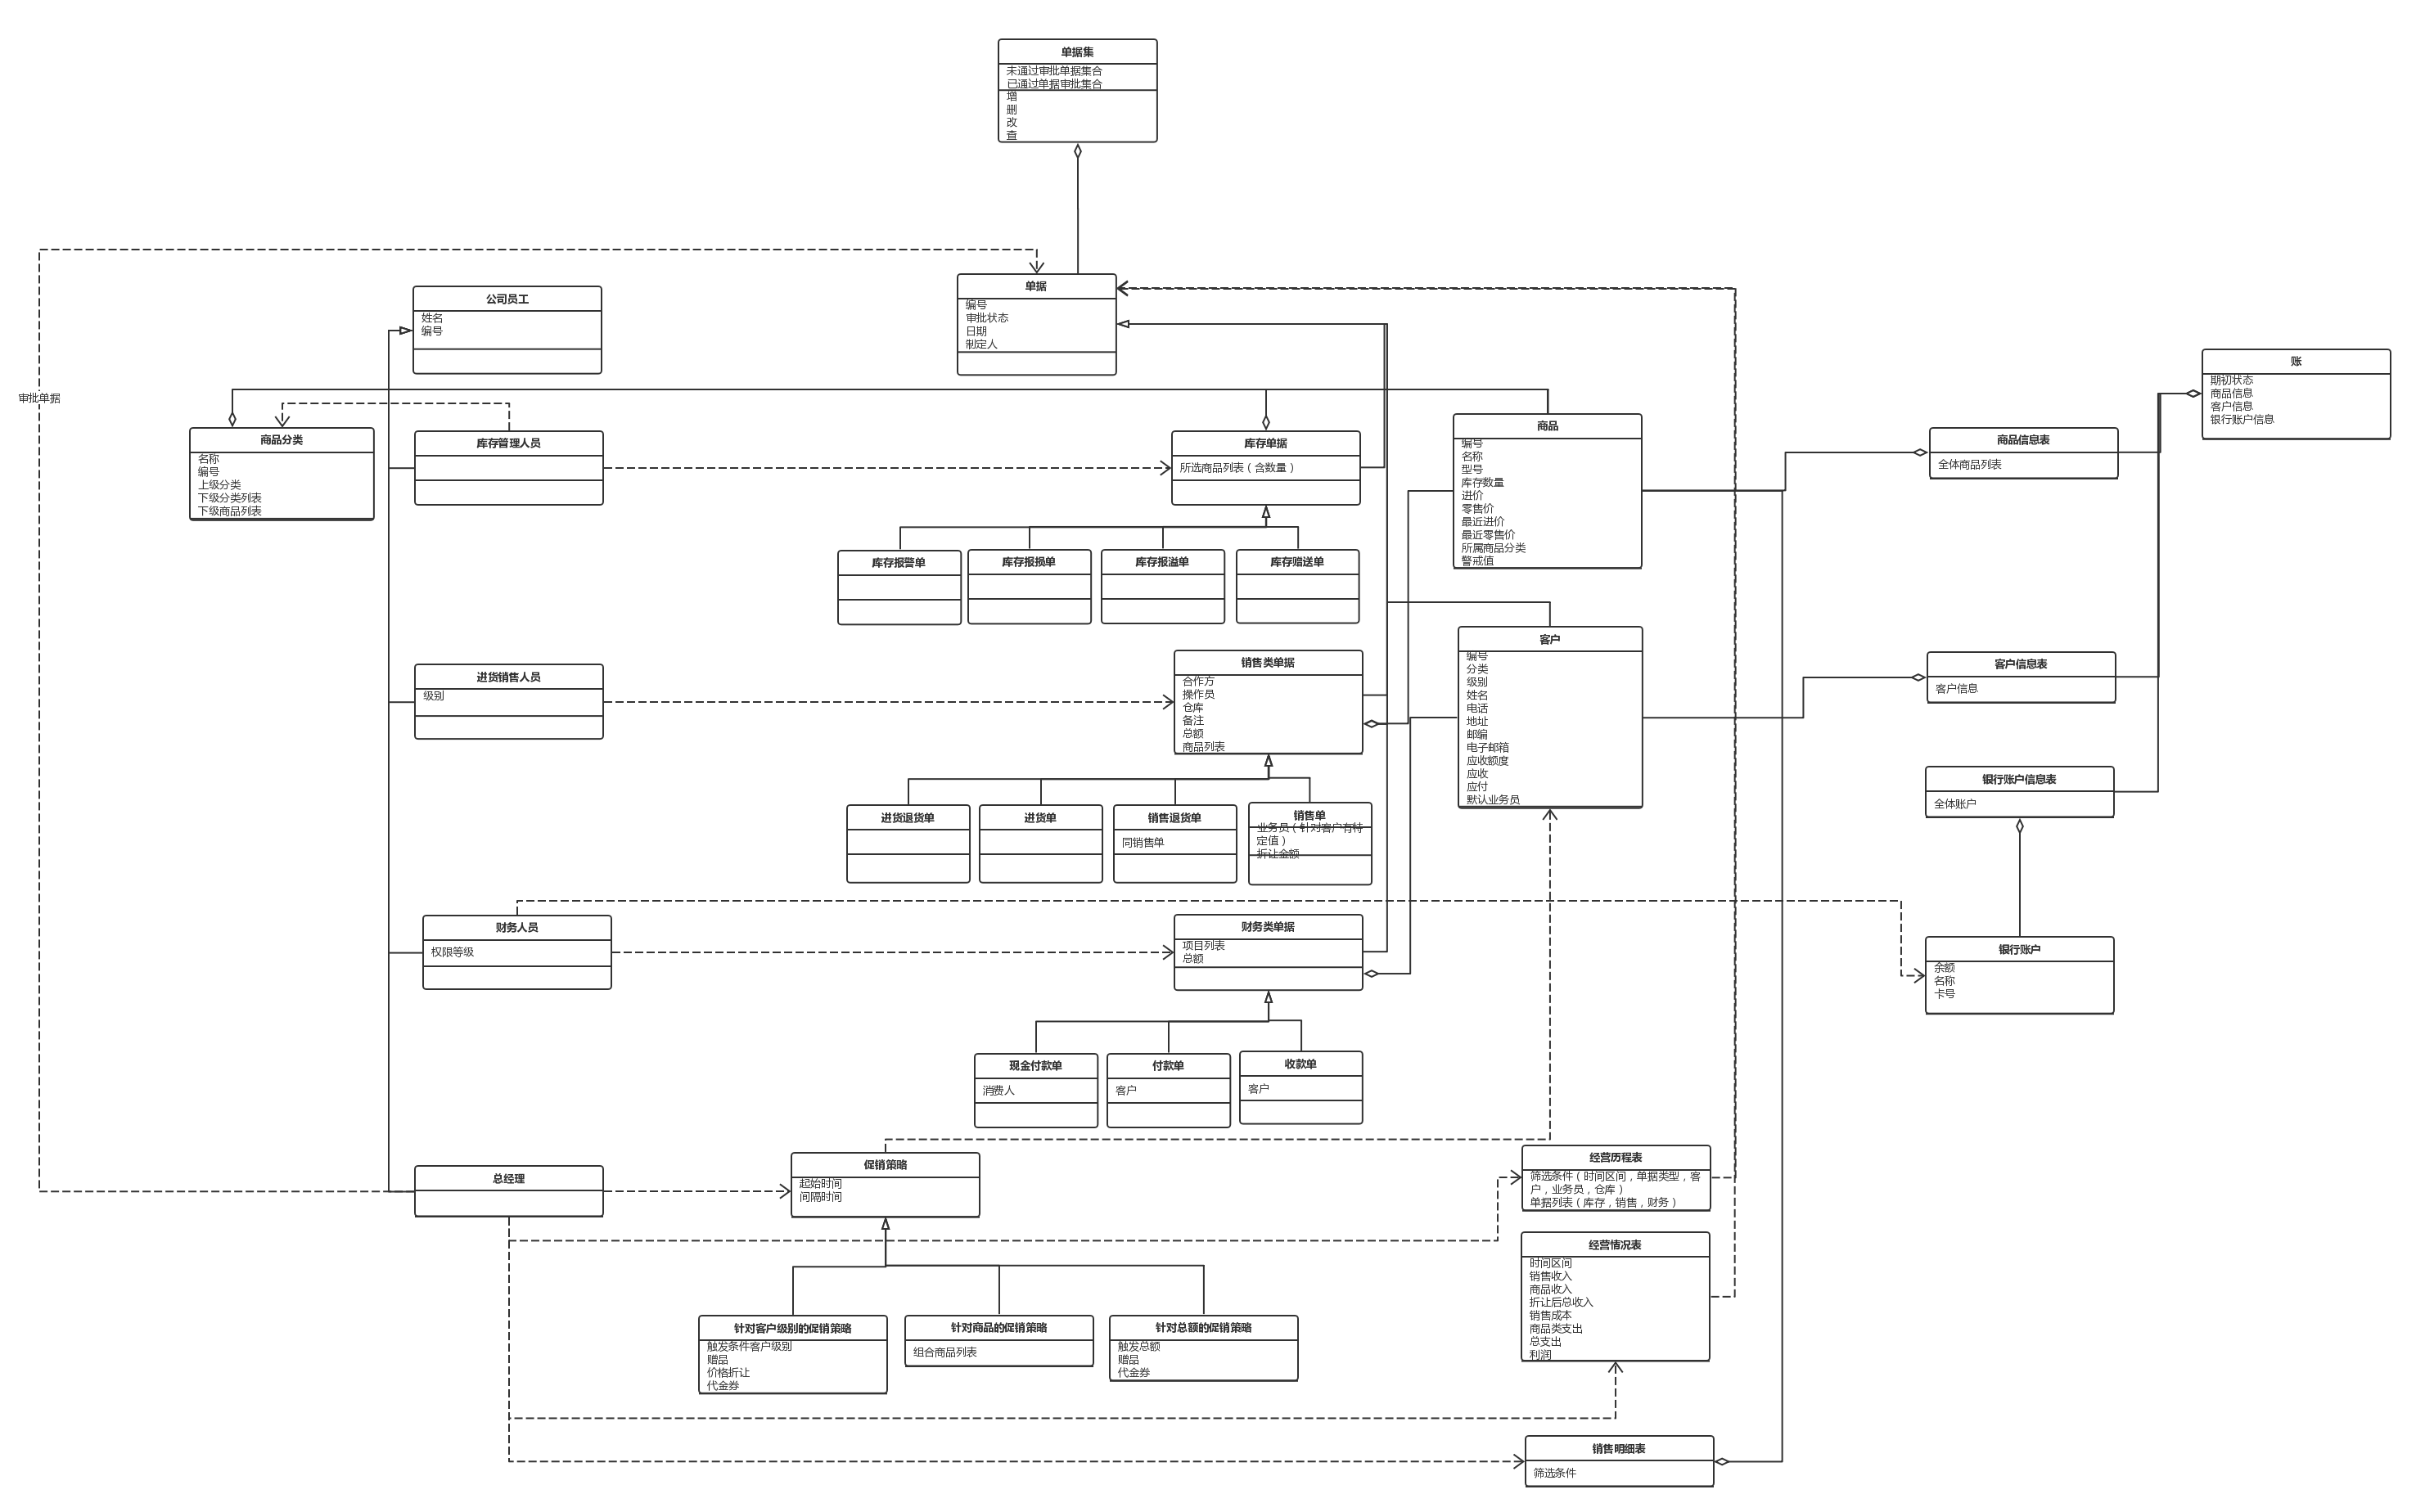 单据集
未通过审批单据集合
已通过单据审批集合
增
删
改
查
单据
编号
审批状态
日期
制定人
公司员工
姓名
编号
账
期初状态
商品信息
客户信息
银行账户信息
审批单据
商品分类
名称
编号
上级分类
下级分类列表
下级商品列表
库存管理人员
库存单据
所选商品列表（含数量）
商品
编号
名称
型号
库存数量
进价
零售价
最近进价
最近零售价
所属商品分类
警戒值
商品信息表
全体商品列表
库存报警单
库存报损单
库存报溢单
库存赠送单
进货销售人员
级别
销售类单据
合作方
操作员
仓库
备注
总额
商品列表
客户
编号
分类
级别
姓名
电话
地址
邮编
电子邮箱
应收额度
应收
应付
默认业务员
客户信息表
客户信息
银行账户信息表
全体账户
进货退货单
进货单
销售退货单
同销售单
销售单
业务员（针对客户有特
定值）
折让金额
财务人员
权限等级
财务类单据
项目列表
总额
银行账户
余额
名称
卡号
现金付款单
消费人
付款单
客户
收款单
客户
总经理
促销策略
起始时间
间隔时间
经营历程表
筛选条件（时间区间，单据类型，客
户，业务员，仓库）
单据列表（库存，销售，财务）
经营情况表
时间区间
销售收入
商品收入
折让后总收入
销售成本
商品类支出
总支出
利润
针对客户级别的促销策略
触发条件客户级别
赠品
价格折让
代金券
针对商品的促销策略
组合商品列表
针对总额的促销策略
触发总额
赠品
代金券
销售明细表
筛选条件